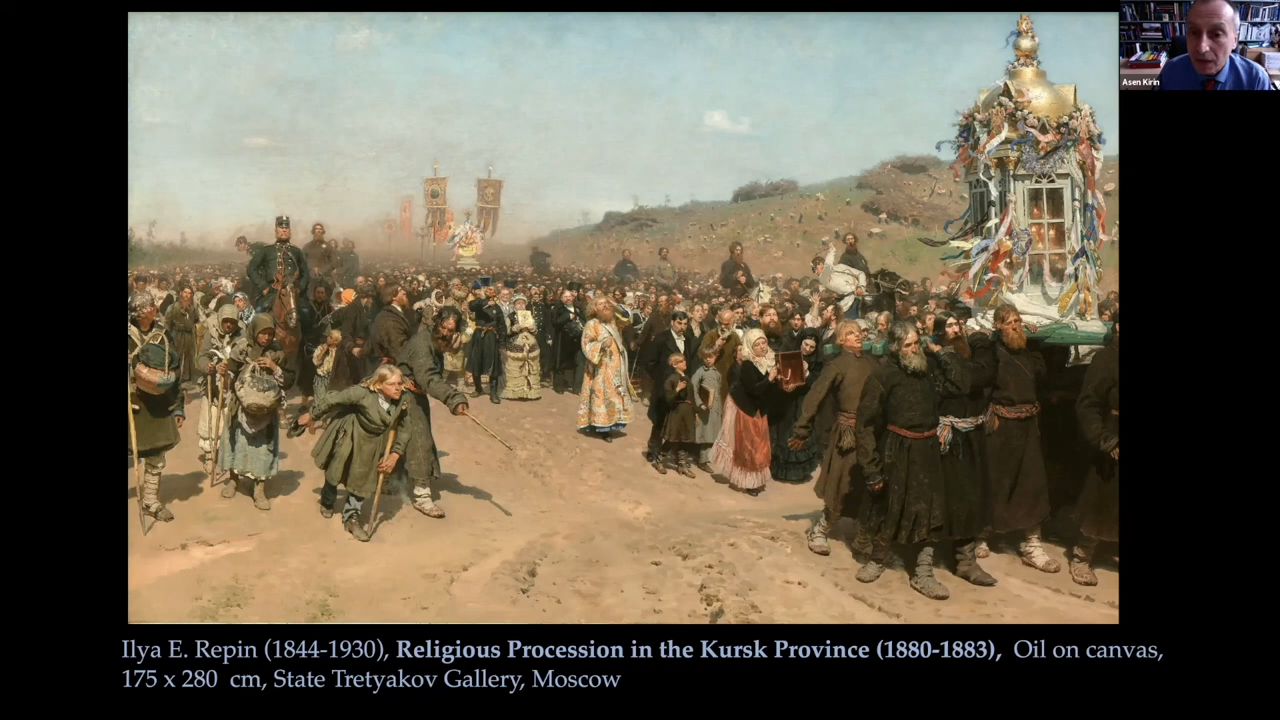 Asen Kirin
Ilya E. Repin (1844-1930), Religious Procession in the Kursk Province (1880-1883), Oil on canvas,
175 x 280 cm, State Tretyakov Gallery, Moscow